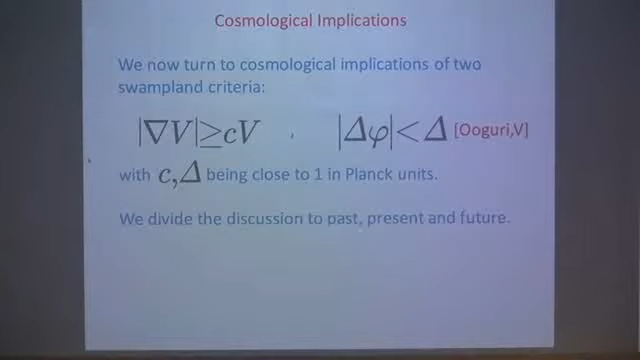 Cosmological Implications
We now turn to cosmological implications of two
swampland criteria:
|∇V|≥cV , |Δφ|<Δ [Ooguri,V]
with c,Δ being close to 1 in Planck units.
We divide the discussion to past, present and future.